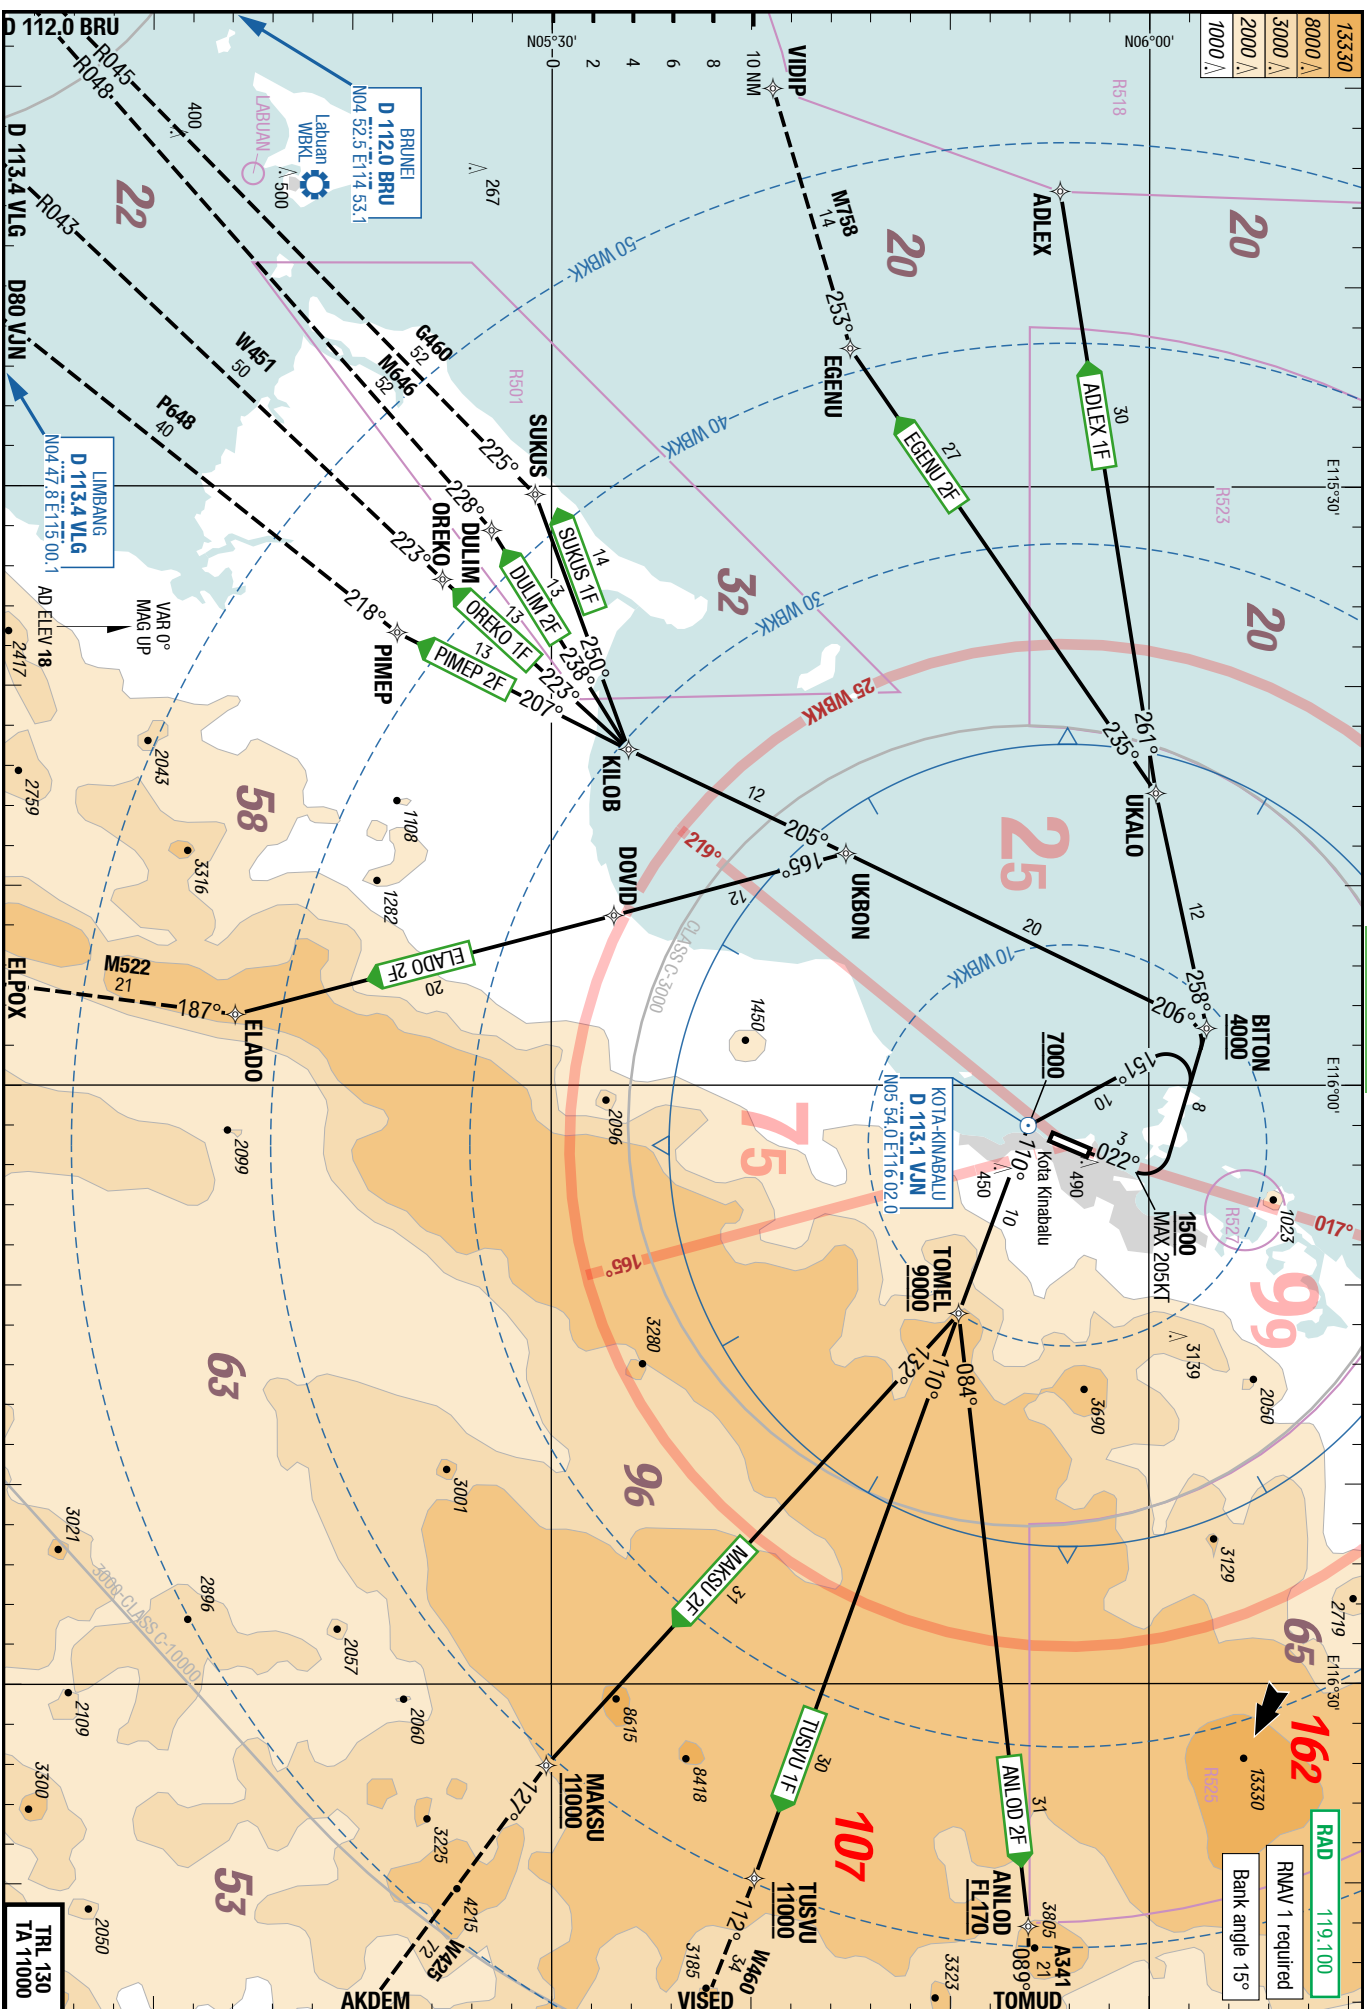 13330
8000
3000
2000
1000
RAD 119.100
RNAV 1 required
Bank angle 15°
TRL 130
TA 11000
N05°30'
N06°00'
E115°30'
E116°00'
E116°30'
0
2
4
6
8
10 NM
D 112.0 BRU
R045
R048
D 113.4 VLG
R043
D80 VJN
BRUNEI
D 112.0 BRU
N04 52.5 E114 53.1
LIMBANG
D 113.4 VLG
N04 47.8 E115 00.1
KOTA-KINABALU
D 113.1 VJN
N05 54.0 E116 02.0
Labuan
WBKL
LABUAN
400
500
267
22
20
20
20
32
58
63
96
53
65
107
162
25
75
99
R518
R523
R501
R527
R525
VIDIP
M758
14
253°
EGENU
27
EGENU 2F
235°
ADLEX
30
ADLEX 1F
261°
UKALO
12
258°
BITON
4000
8
206°
20
UKBON
205°
12
165°
12
KILOB
DOVID
20
ELADO 2F
ELADO
187°
M522
21
ELPOX
G460
52
M646
52
W451
50
P648
40
225°
228°
223°
218°
SUKUS
DULIM
OREKO
PIMEP
14
SUKUS 1F
250°
13
DULIM 2F
238°
13
OREKO 1F
223°
13
PIMEP 2F
207°
VAR 0°
MAG UP
AD ELEV 18
50 WBKK
40 WBKK
30 WBKK
25 WBKK
10 WBKK
219°
165°
017°
CLASS C-3000
3000-CLASS C-10000
7000
151°
10
3
022°
1500
MAX 205KT
Kota Kinabalu
490
450
110°
10
TOMEL
9000
084°
110°
132°
31
MAKSU 2F
MAKSU
11000
127°
W425
72
AKDEM
30
TUSVU 1F
TUSVU
11000
112°
W460
34
VISED
31
ANLOD 2F
ANLOD
FL170
089°
A341
21
TOMUD
2417
2759
2043
3316
1108
1282
1450
2096
2099
3280
3001
3021
2896
2057
2109
2060
3300
3225
4215
2050
8615
8418
3185
3323
3805
13330
2719
3129
3690
2050
3139
1023